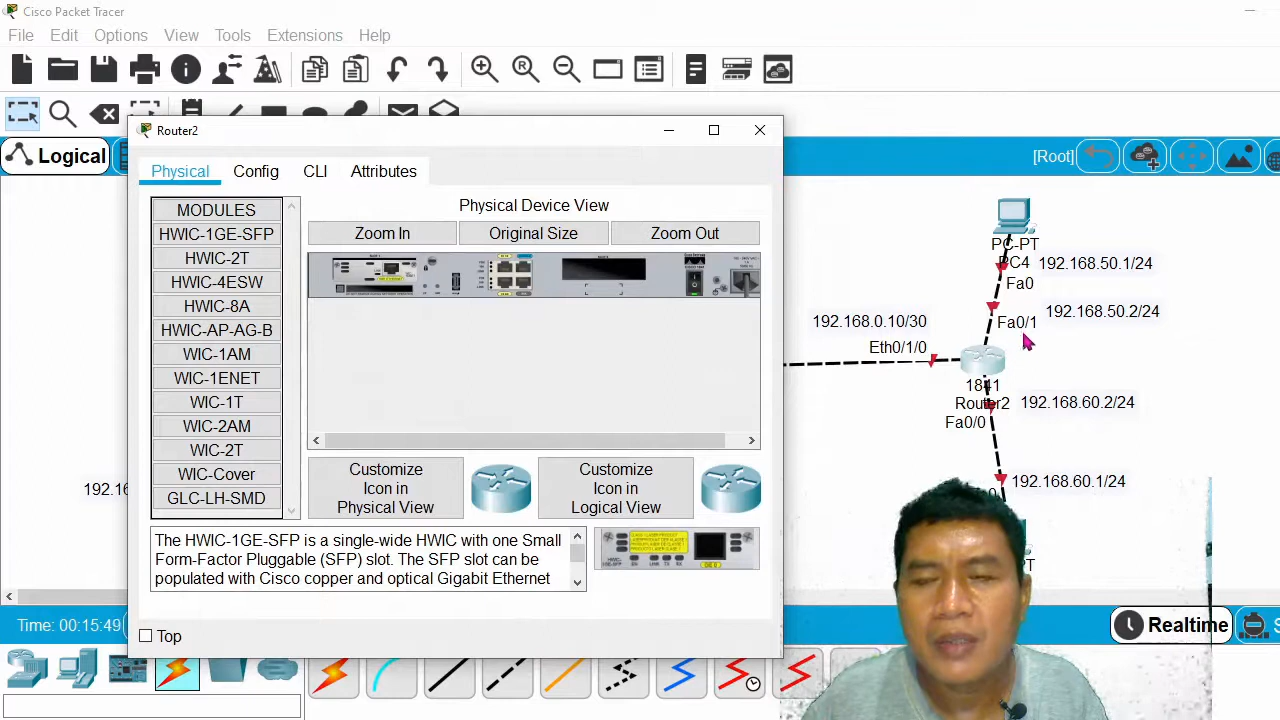 Cisco Packet Tracer
File Edit Options View Tools Extensions Help
Logical
[Root]
Router2
Physical Config CLI Attributes
MODULES
HWIC-1GE-SFP
HWIC-2T
HWIC-4ESW
HWIC-8A
HWIC-AP-AG-B
WIC-1AM
WIC-1ENET
WIC-1T
WIC-2AM
WIC-2T
WIC-Cover
GLC-LH-SMD
Physical Device View
Zoom In Original Size Zoom Out
Customize
Icon in
Physical View
Customize
Icon in
Logical View
The HWIC-1GE-SFP is a single-wide HWIC with one Small
Form-Factor Pluggable (SFP) slot. The SFP slot can be
populated with Cisco copper and optical Gigabit Ethernet
Top
PC-PT
PC4
Fa0
192.168.50.1/24
192.168.50.2/24
Fa0/1
192.168.0.10/30
Eth0/1/0
1841
Router2
Fa0/0
192.168.60.2/24
192.168.60.1/24
192.16
Time: 00:15:49
Realtime